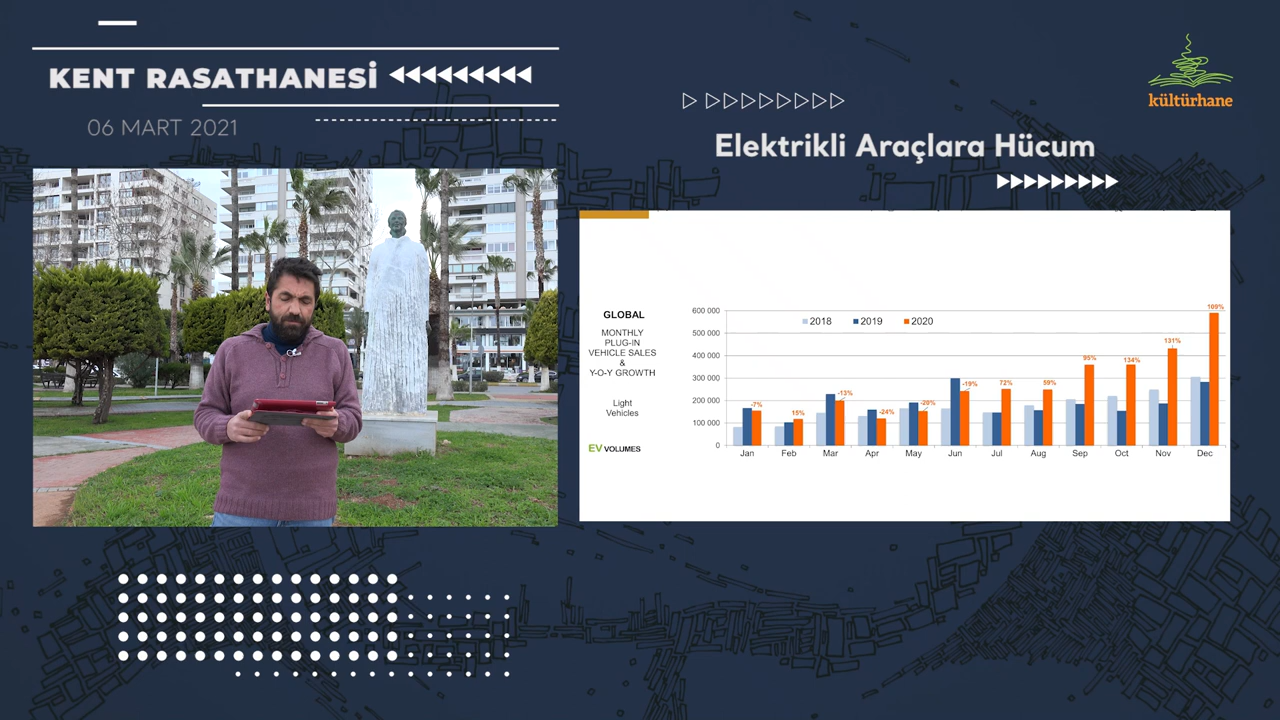 KENT RASATHANESİ
06 MART 2021
kültürhane
Elektrikli Araçlara Hücum
GLOBAL
MONTHLY
PLUG-IN
VEHICLE SALES
&
Y-O-Y GROWTH
Light
Vehicles
EV VOLUMES
2018 2019 2020
600 000
500 000
400 000
300 000
200 000
100 000
0
-7% 15% -13% -24% -20% -19% 72% 59% 95% 134% 131% 109%
Jan Feb Mar Apr May Jun Jul Aug Sep Oct Nov Dec